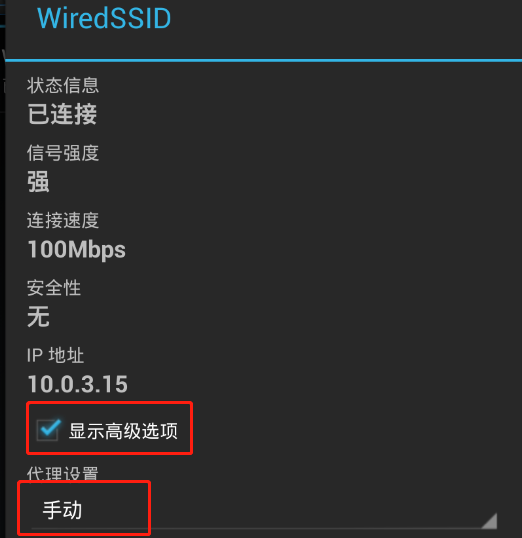 WiredSSID
状态信息
已连接
信号强度
强
连接速度
100Mbps
安全性
无
IP 地址
10.0.3.15
显示高级选项
代理设置
手动